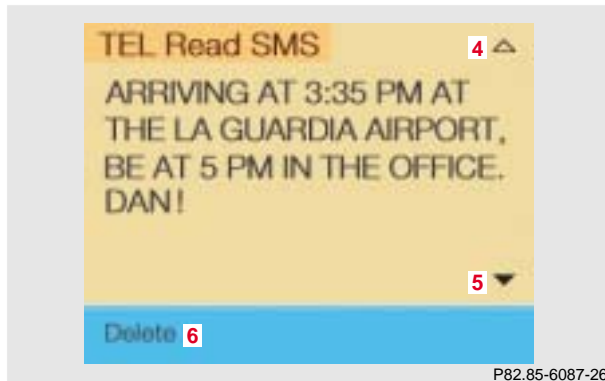 TEL Read SMS 4
ARRIVING AT 3:35 PM AT
THE LA GUARDIA AIRPORT,
BE AT 5 PM IN THE OFFICE.
DAN!
5
Delete 6
P82.85-6087-26